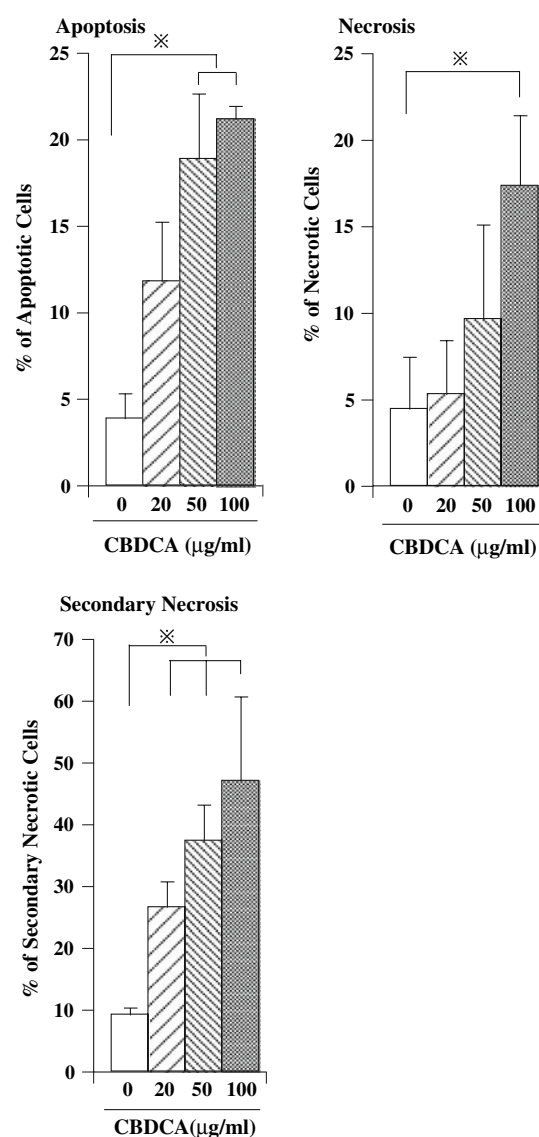 Apoptosis
※
25
20
15
10
5
0
% of Apoptotic Cells
0 20 50 100
CBDCA (μg/ml)
Necrosis
※
25
20
15
10
5
0
% of Necrotic Cells
0 20 50 100
CBDCA (μg/ml)
Secondary Necrosis
※
70
60
50
40
30
20
10
0
% of Secondary Necrotic Cells
0 20 50 100
CBDCA(μg/ml)